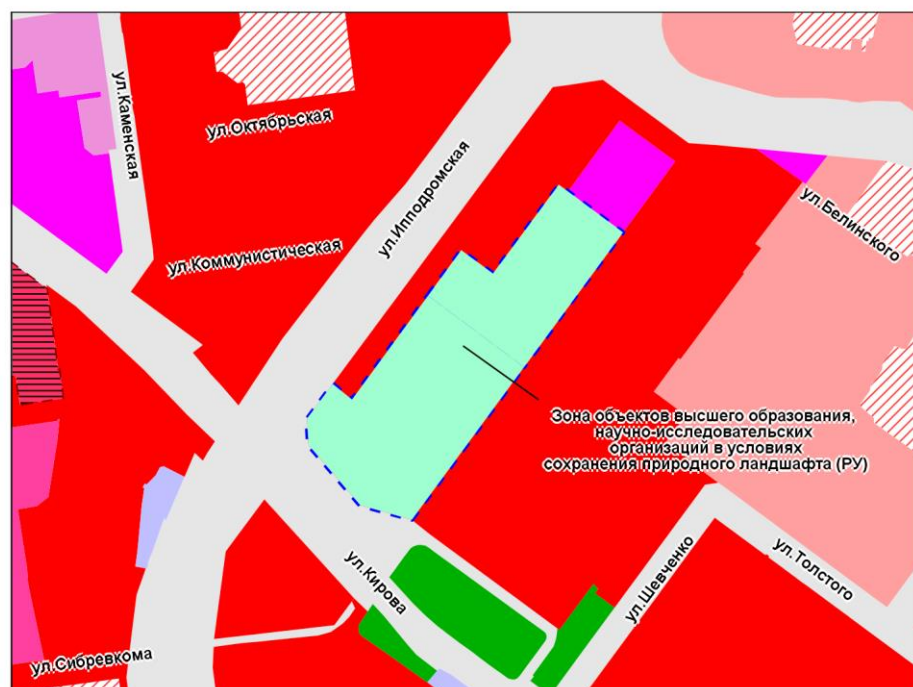 ул.Каменская
ул.Октябрьская
ул.Ипподромская
ул.Коммунистическая
ул.Белинского
Зона объектов высшего образования,
научно-исследовательских
организаций в условиях
сохранения природного ландшафта (РУ)
ул.Кирова
ул.Шевченко
ул.Толстого
ул.Сибревкома